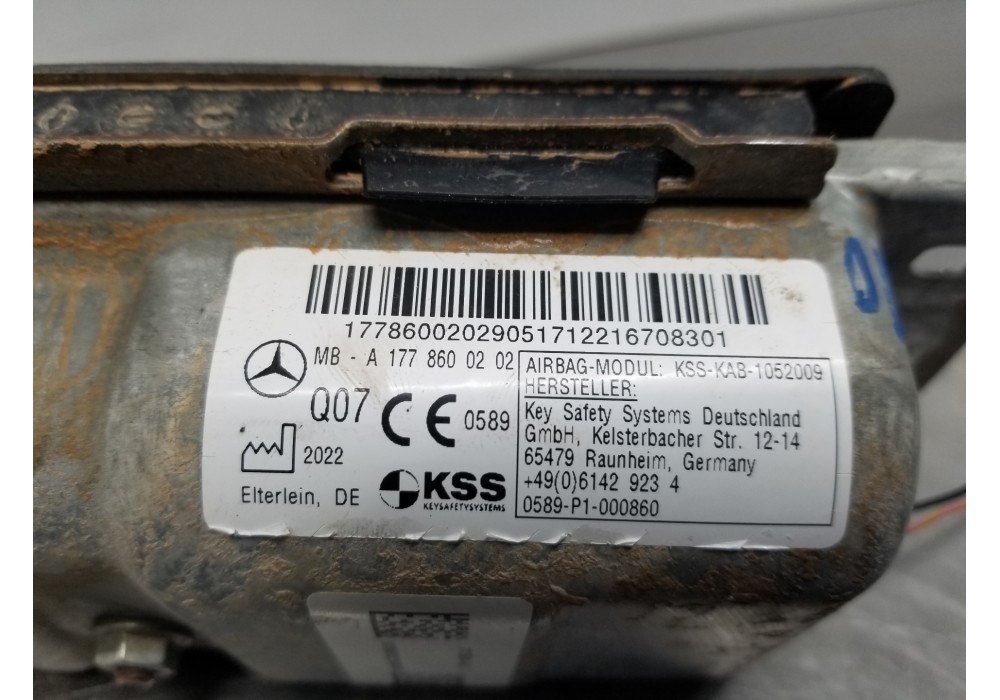 17786002029051712216708301
MB - A 177 860 02 02
Q07
CE 0589
2022
Elterlein, DE
KSS
KEYSAFETYSYSTEMS
AIRBAG-MODUL: KSS-KAB-1052009
HERSTELLER:
Key Safety Systems Deutschland
GmbH, Kelsterbacher Str. 12-14
65479 Raunheim, Germany
+49(0)6142 923 4
0589-P1-000860